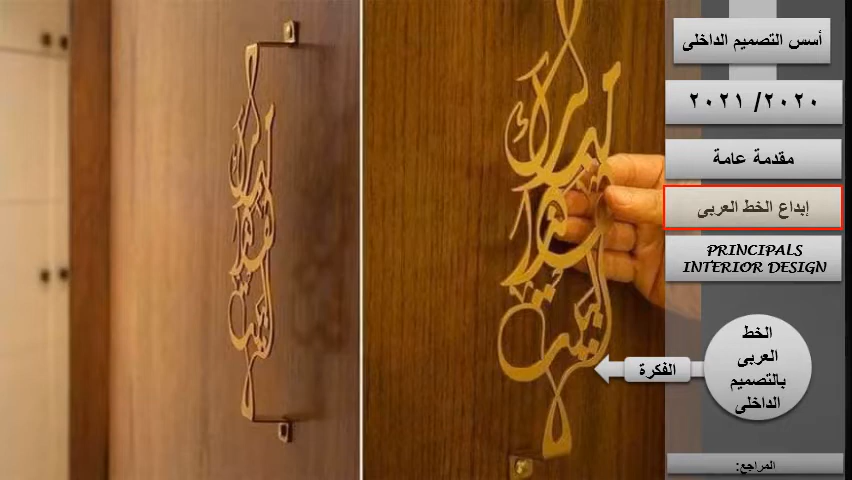 أسس التصميم الداخلى
٢٠٢٠/ ٢٠٢١
مقدمة عامة
إبداع الخط العربى
PRINCIPALS
INTERIOR DESIGN
الخط
العربى
بالتصميم
الداخلى
الفكرة
المراجع: